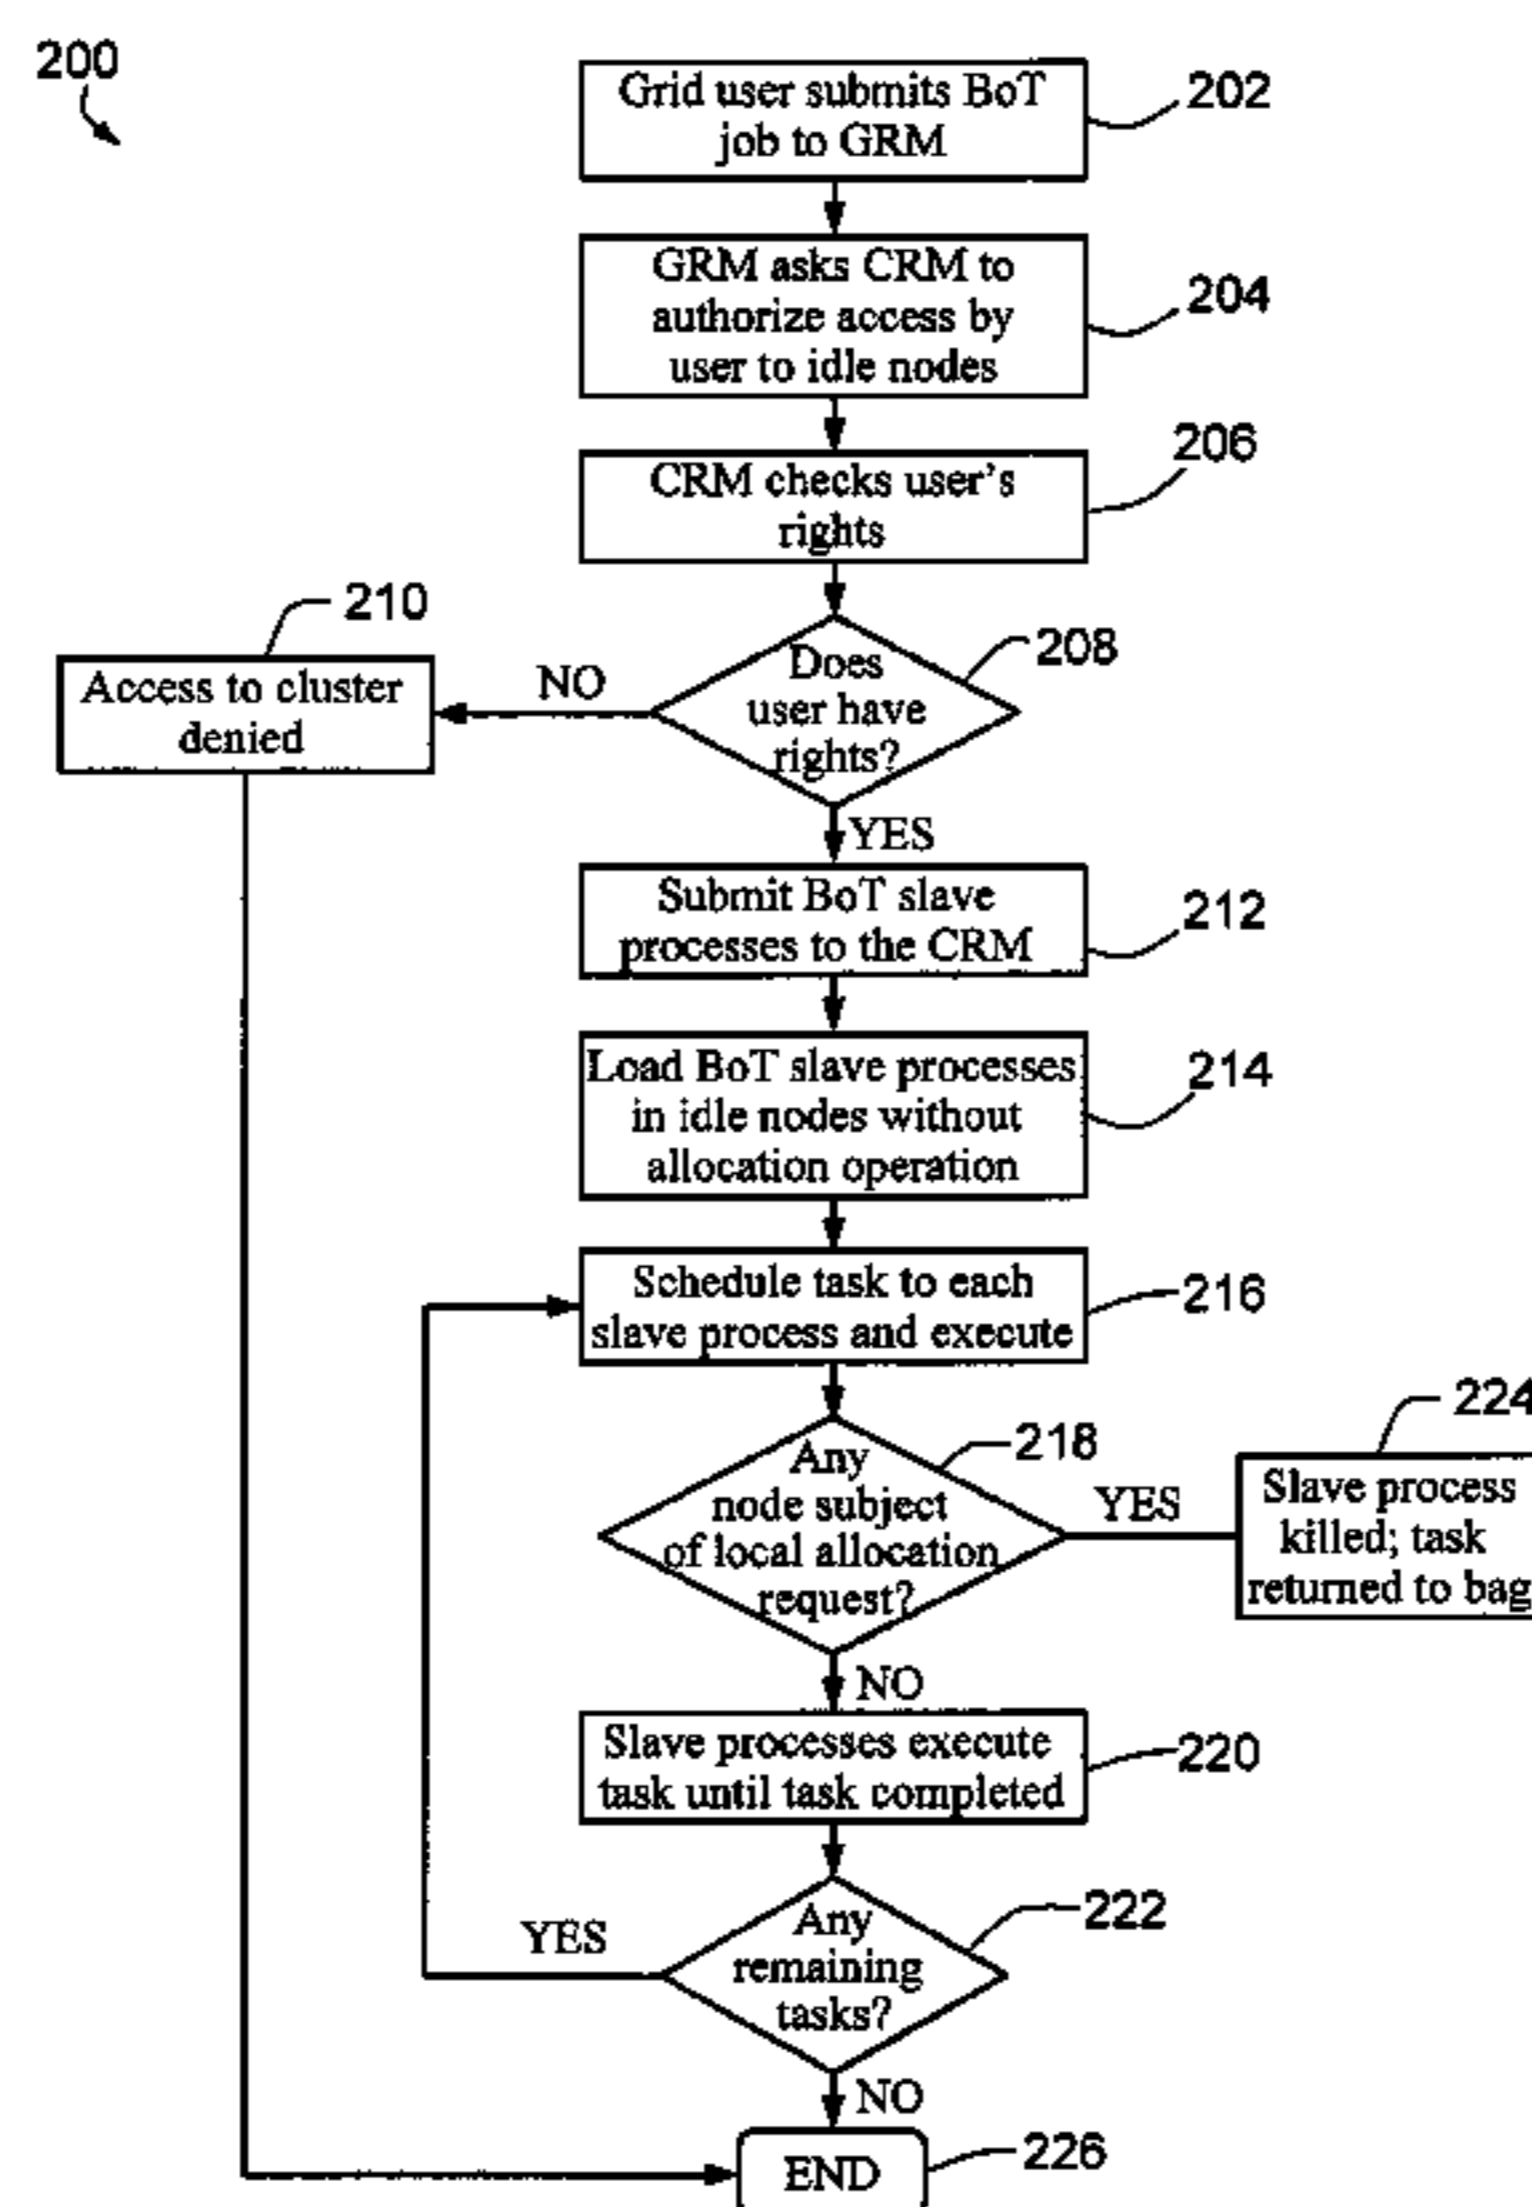 200
Grid user submits BoT
job to GRM
202
GRM asks CRM to
authorize access by
user to idle nodes
204
CRM checks user's
rights
206
Does
user have
rights?
208
NO
210
Access to cluster
denied
YES
Submit BoT slave
processes to the CRM
212
Load BoT slave processes
in idle nodes without
allocation operation
214
Schedule task to each
slave process and execute
216
Any
node subject
of local allocation
request?
218
YES
224
Slave process
killed; task
returned to bag
NO
Slave processes execute
task until task completed
220
Any
remaining
tasks?
222
YES
NO
END
226